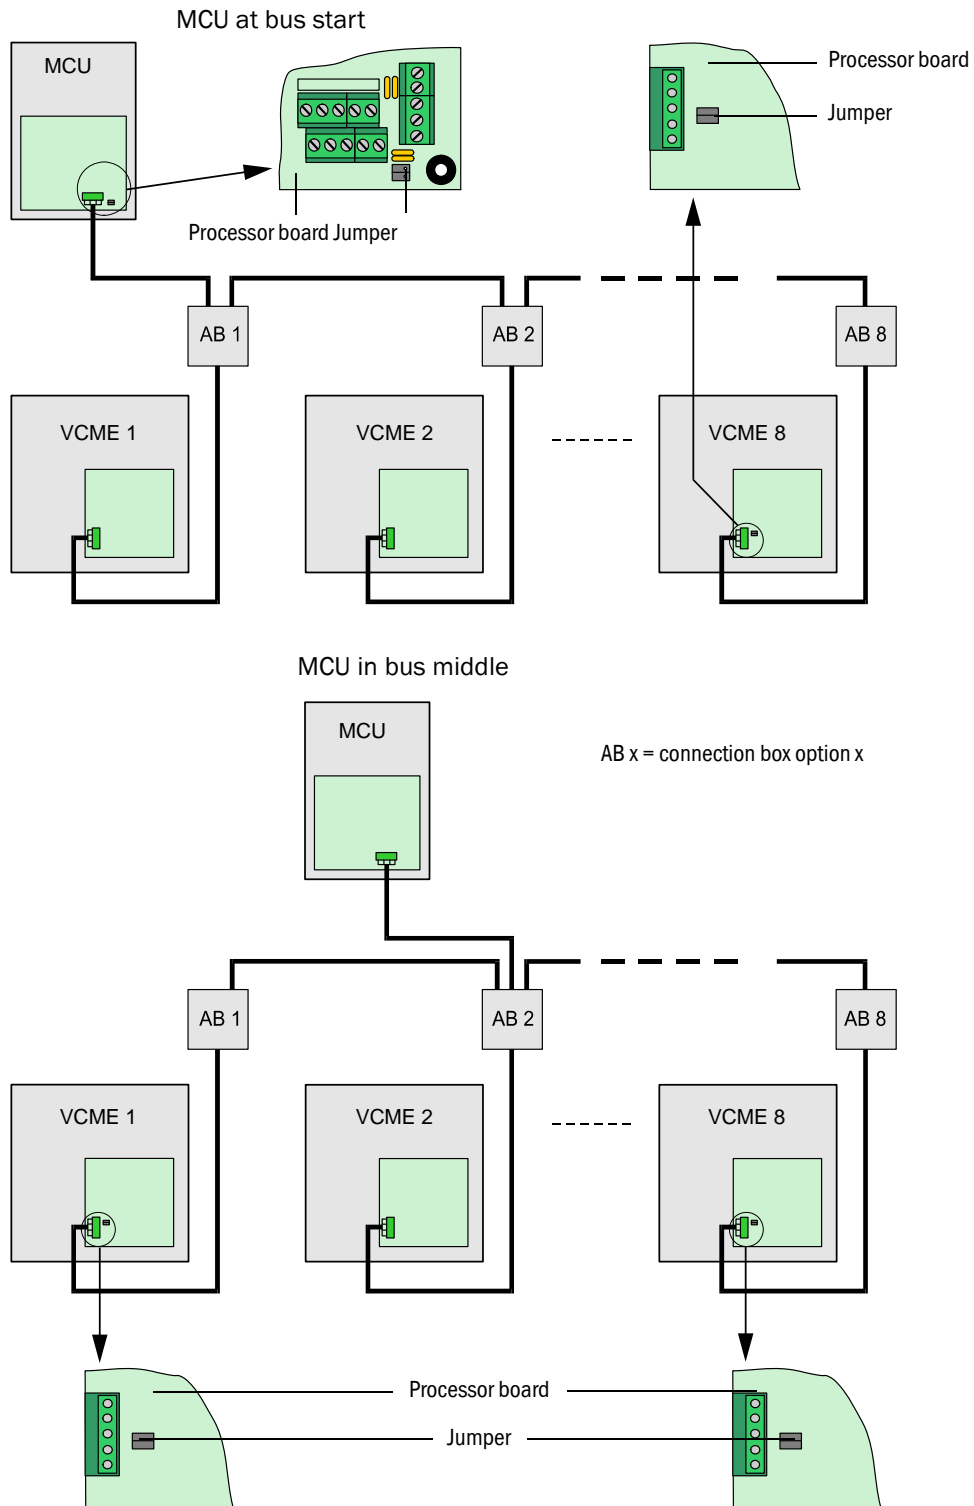 MCU at bus start
MCU
Processor board
Jumper
Processor board Jumper
AB 1
AB 2
AB 8
VCME 1
VCME 2
VCME 8
MCU in bus middle
MCU
AB x = connection box option x
AB 1
AB 2
AB 8
VCME 1
VCME 2
VCME 8
Processor board
Jumper